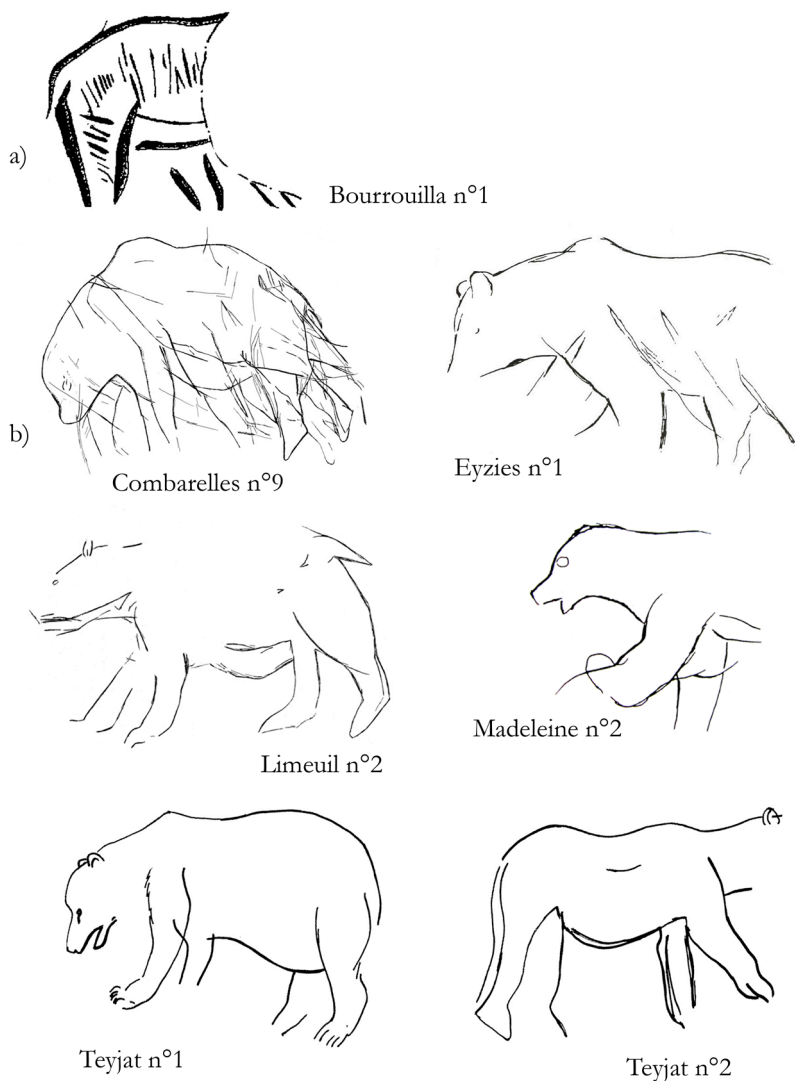 a)
Bourrouilla n°1
b)
Combarelles n°9
Eyzies n°1
Limeuil n°2
Madeleine n°2
Teyjat n°1
Teyjat n°2